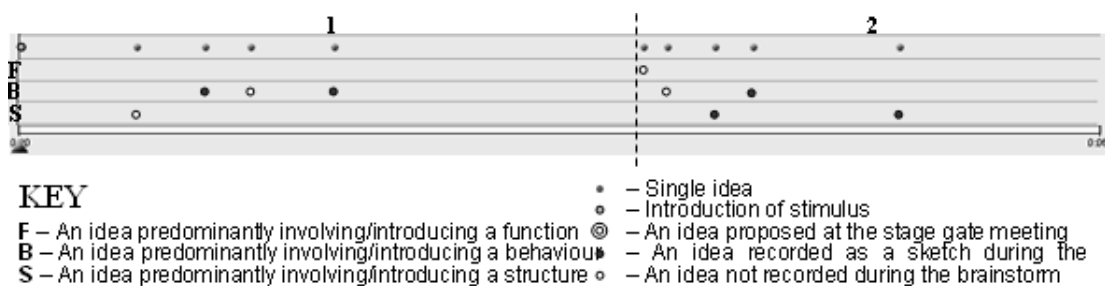 1 2
F
B
S
0:00 0:06
KEY
– Single idea
– Introduction of stimulus
F – An idea predominantly involving/introducing a function – An idea proposed at the stage gate meeting
B – An idea predominantly involving/introducing a behaviour – An idea recorded as a sketch during the
S – An idea predominantly involving/introducing a structure – An idea not recorded during the brainstorm